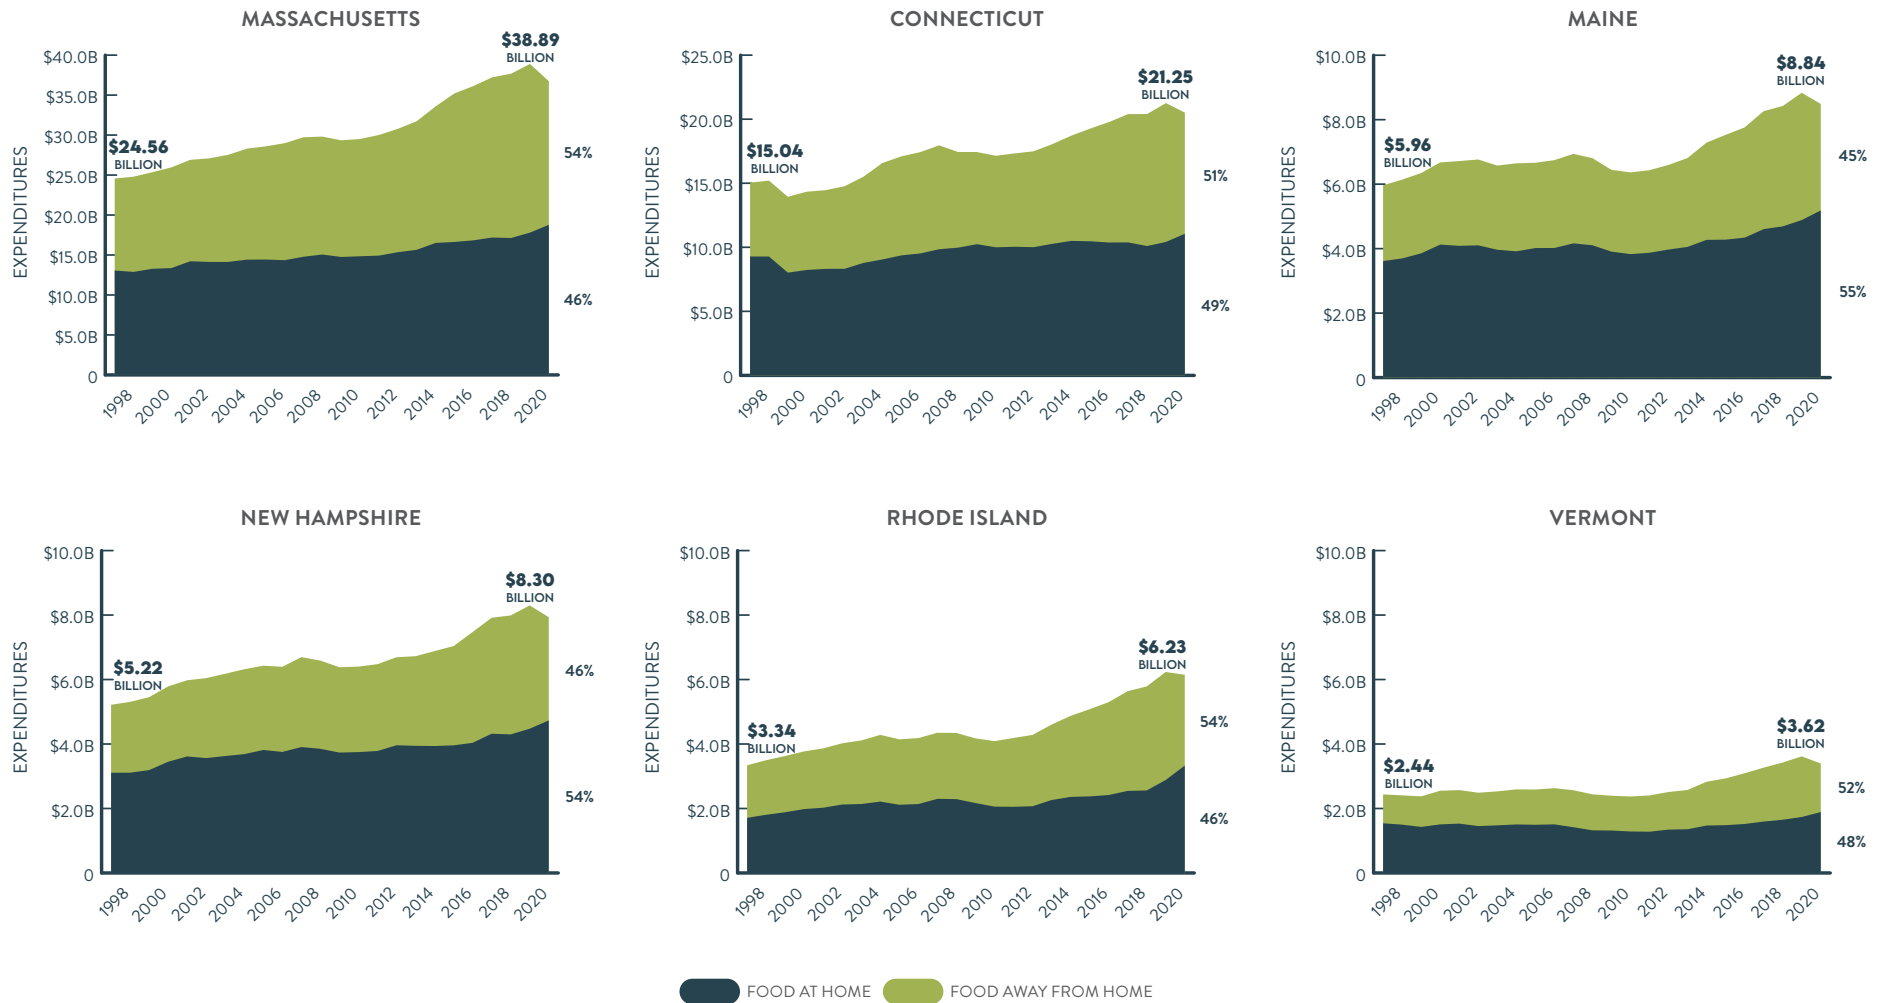 MASSACHUSETTS
EXPENDITURES
$40.0B
$35.0B
$30.0B
$25.0B
$20.0B
$15.0B
$10.0B
$5.0B
0
$24.56
BILLION
$38.89
BILLION
54%
46%
1998 2000 2002 2004 2006 2008 2010 2012 2014 2016 2018 2020
CONNECTICUT
EXPENDITURES
$25.0B
$20.0B
$15.0B
$10.0B
$5.0B
0
$15.04
BILLION
$21.25
BILLION
51%
49%
1998 2000 2002 2004 2006 2008 2010 2012 2014 2016 2018 2020
MAINE
EXPENDITURES
$10.0B
$8.0B
$6.0B
$4.0B
$2.0B
0
$5.96
BILLION
$8.84
BILLION
45%
55%
1998 2000 2002 2004 2006 2008 2010 2012 2014 2016 2018 2020
NEW HAMPSHIRE
EXPENDITURES
$10.0B
$8.0B
$6.0B
$4.0B
$2.0B
0
$5.22
BILLION
$8.30
BILLION
46%
54%
1998 2000 2002 2004 2006 2008 2010 2012 2014 2016 2018 2020
RHODE ISLAND
EXPENDITURES
$10.0B
$8.0B
$6.0B
$4.0B
$2.0B
0
$3.34
BILLION
$6.23
BILLION
54%
46%
1998 2000 2002 2004 2006 2008 2010 2012 2014 2016 2018 2020
VERMONT
EXPENDITURES
$10.0B
$8.0B
$6.0B
$4.0B
$2.0B
0
$2.44
BILLION
$3.62
BILLION
52%
48%
1998 2000 2002 2004 2006 2008 2010 2012 2014 2016 2018 2020
FOOD AT HOME FOOD AWAY FROM HOME